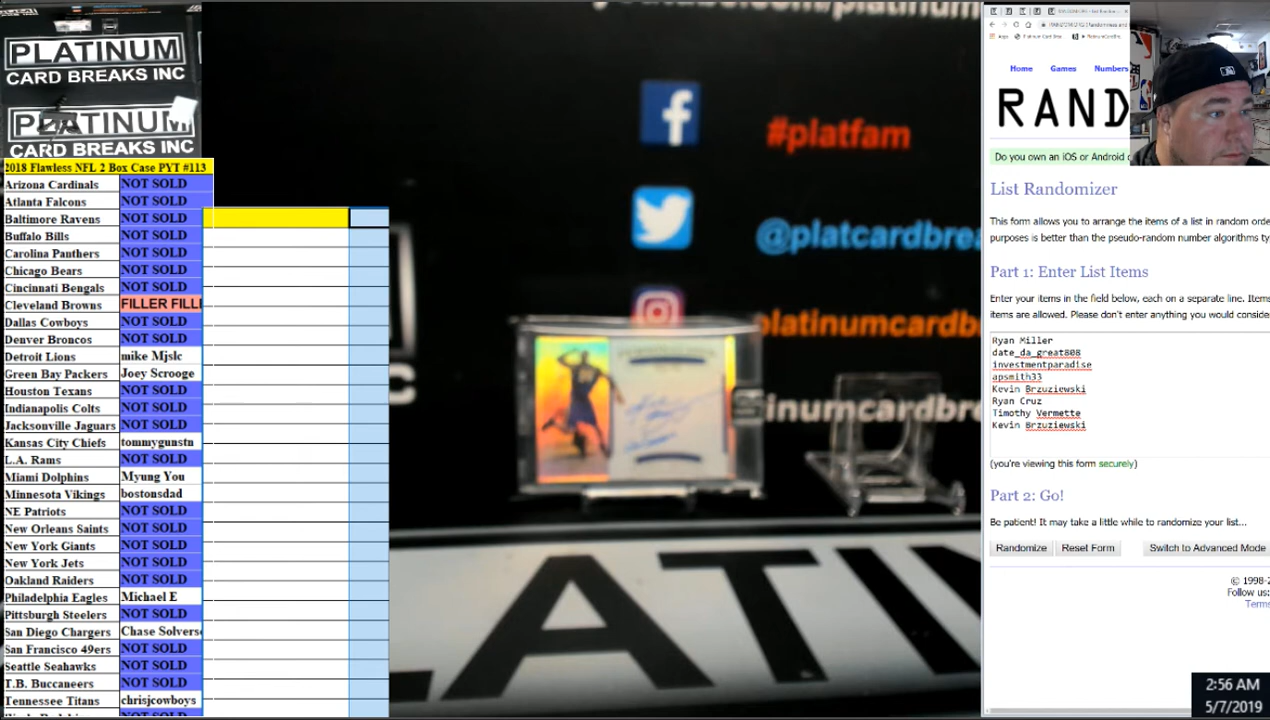 PLATINUM
CARD BREAKS INC
CARD BREAKS INC
2018 Flawless NFL 2 Box Case PYT #113
Arizona Cardinals NOT SOLD
Atlanta Falcons NOT SOLD
Baltimore Ravens NOT SOLD
Buffalo Bills NOT SOLD
Carolina Panthers NOT SOLD
Chicago Bears NOT SOLD
Cincinnati Bengals NOT SOLD
Cleveland Browns FILLER FILL
Dallas Cowboys NOT SOLD
Denver Broncos NOT SOLD
Detroit Lions mike Mjslc
Green Bay Packers Joey Scrooge
Houston Texans NOT SOLD
Indianapolis Colts NOT SOLD
Jacksonville Jaguars NOT SOLD
Kansas City Chiefs tommygunstn
L.A. Rams NOT SOLD
Miami Dolphins Myung You
Minnesota Vikings bostonsdad
NE Patriots NOT SOLD
New Orleans Saints NOT SOLD
New York Giants NOT SOLD
New York Jets NOT SOLD
Oakland Raiders NOT SOLD
Philadelphia Eagles Michael E
Pittsburgh Steelers NOT SOLD
San Diego Chargers Chase Solvers
San Francisco 49ers NOT SOLD
Seattle Seahawks NOT SOLD
T.B. Buccaneers NOT SOLD
Tennessee Titans chrisjcowboys
#platfam
@platcardbrea
platinumcardb
inumcardbre
LATIN
Home Games Numbers
RAND
Do you own an iOS or Android
List Randomizer
This form allows you to arrange the items of a list in random orde
purposes is better than the pseudo-random number algorithms ty
Part 1: Enter List Items
Enter your items in the field below, each on a separate line. Items
items are allowed. Please don't enter anything you would conside
Ryan Miller
date_da_great808
investmentparadise
apsmith33
Kevin Brzuziewski
Ryan Cruz
Timothy Vermette
Kevin Brzuziewski
(you're viewing this form securely)
Part 2: Go!
Be patient! It may take a little while to randomize your list...
Randomize Reset Form Switch to Advanced Mode
© 1998-2
Follow us:
Terms
2:56 AM
5/7/2019